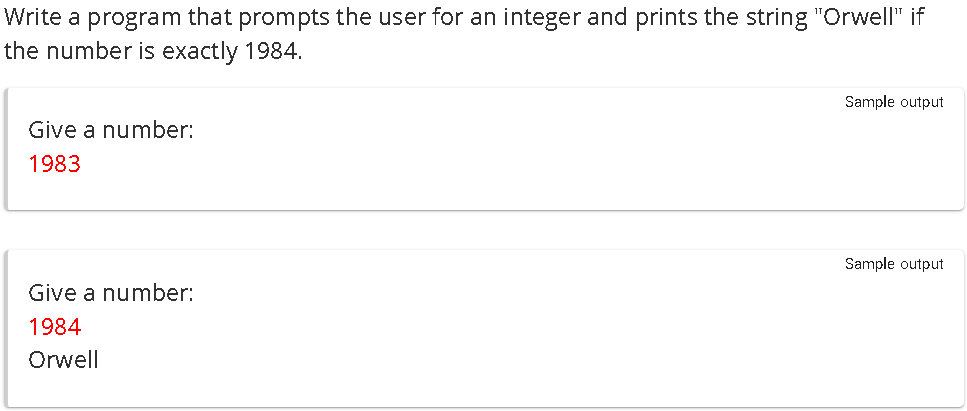 Write a program that prompts the user for an integer and prints the string "Orwell" if
the number is exactly 1984.
Sample output
Give a number:
1983
Sample output
Give a number:
1984
Orwell